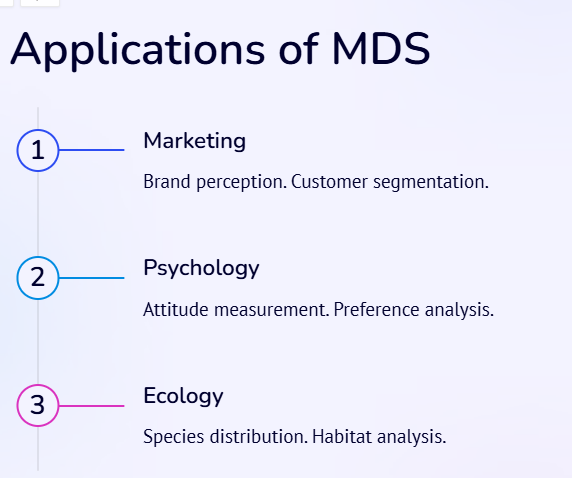 Applications of MDS
1
Marketing
Brand perception. Customer segmentation.
2
Psychology
Attitude measurement. Preference analysis.
3
Ecology
Species distribution. Habitat analysis.